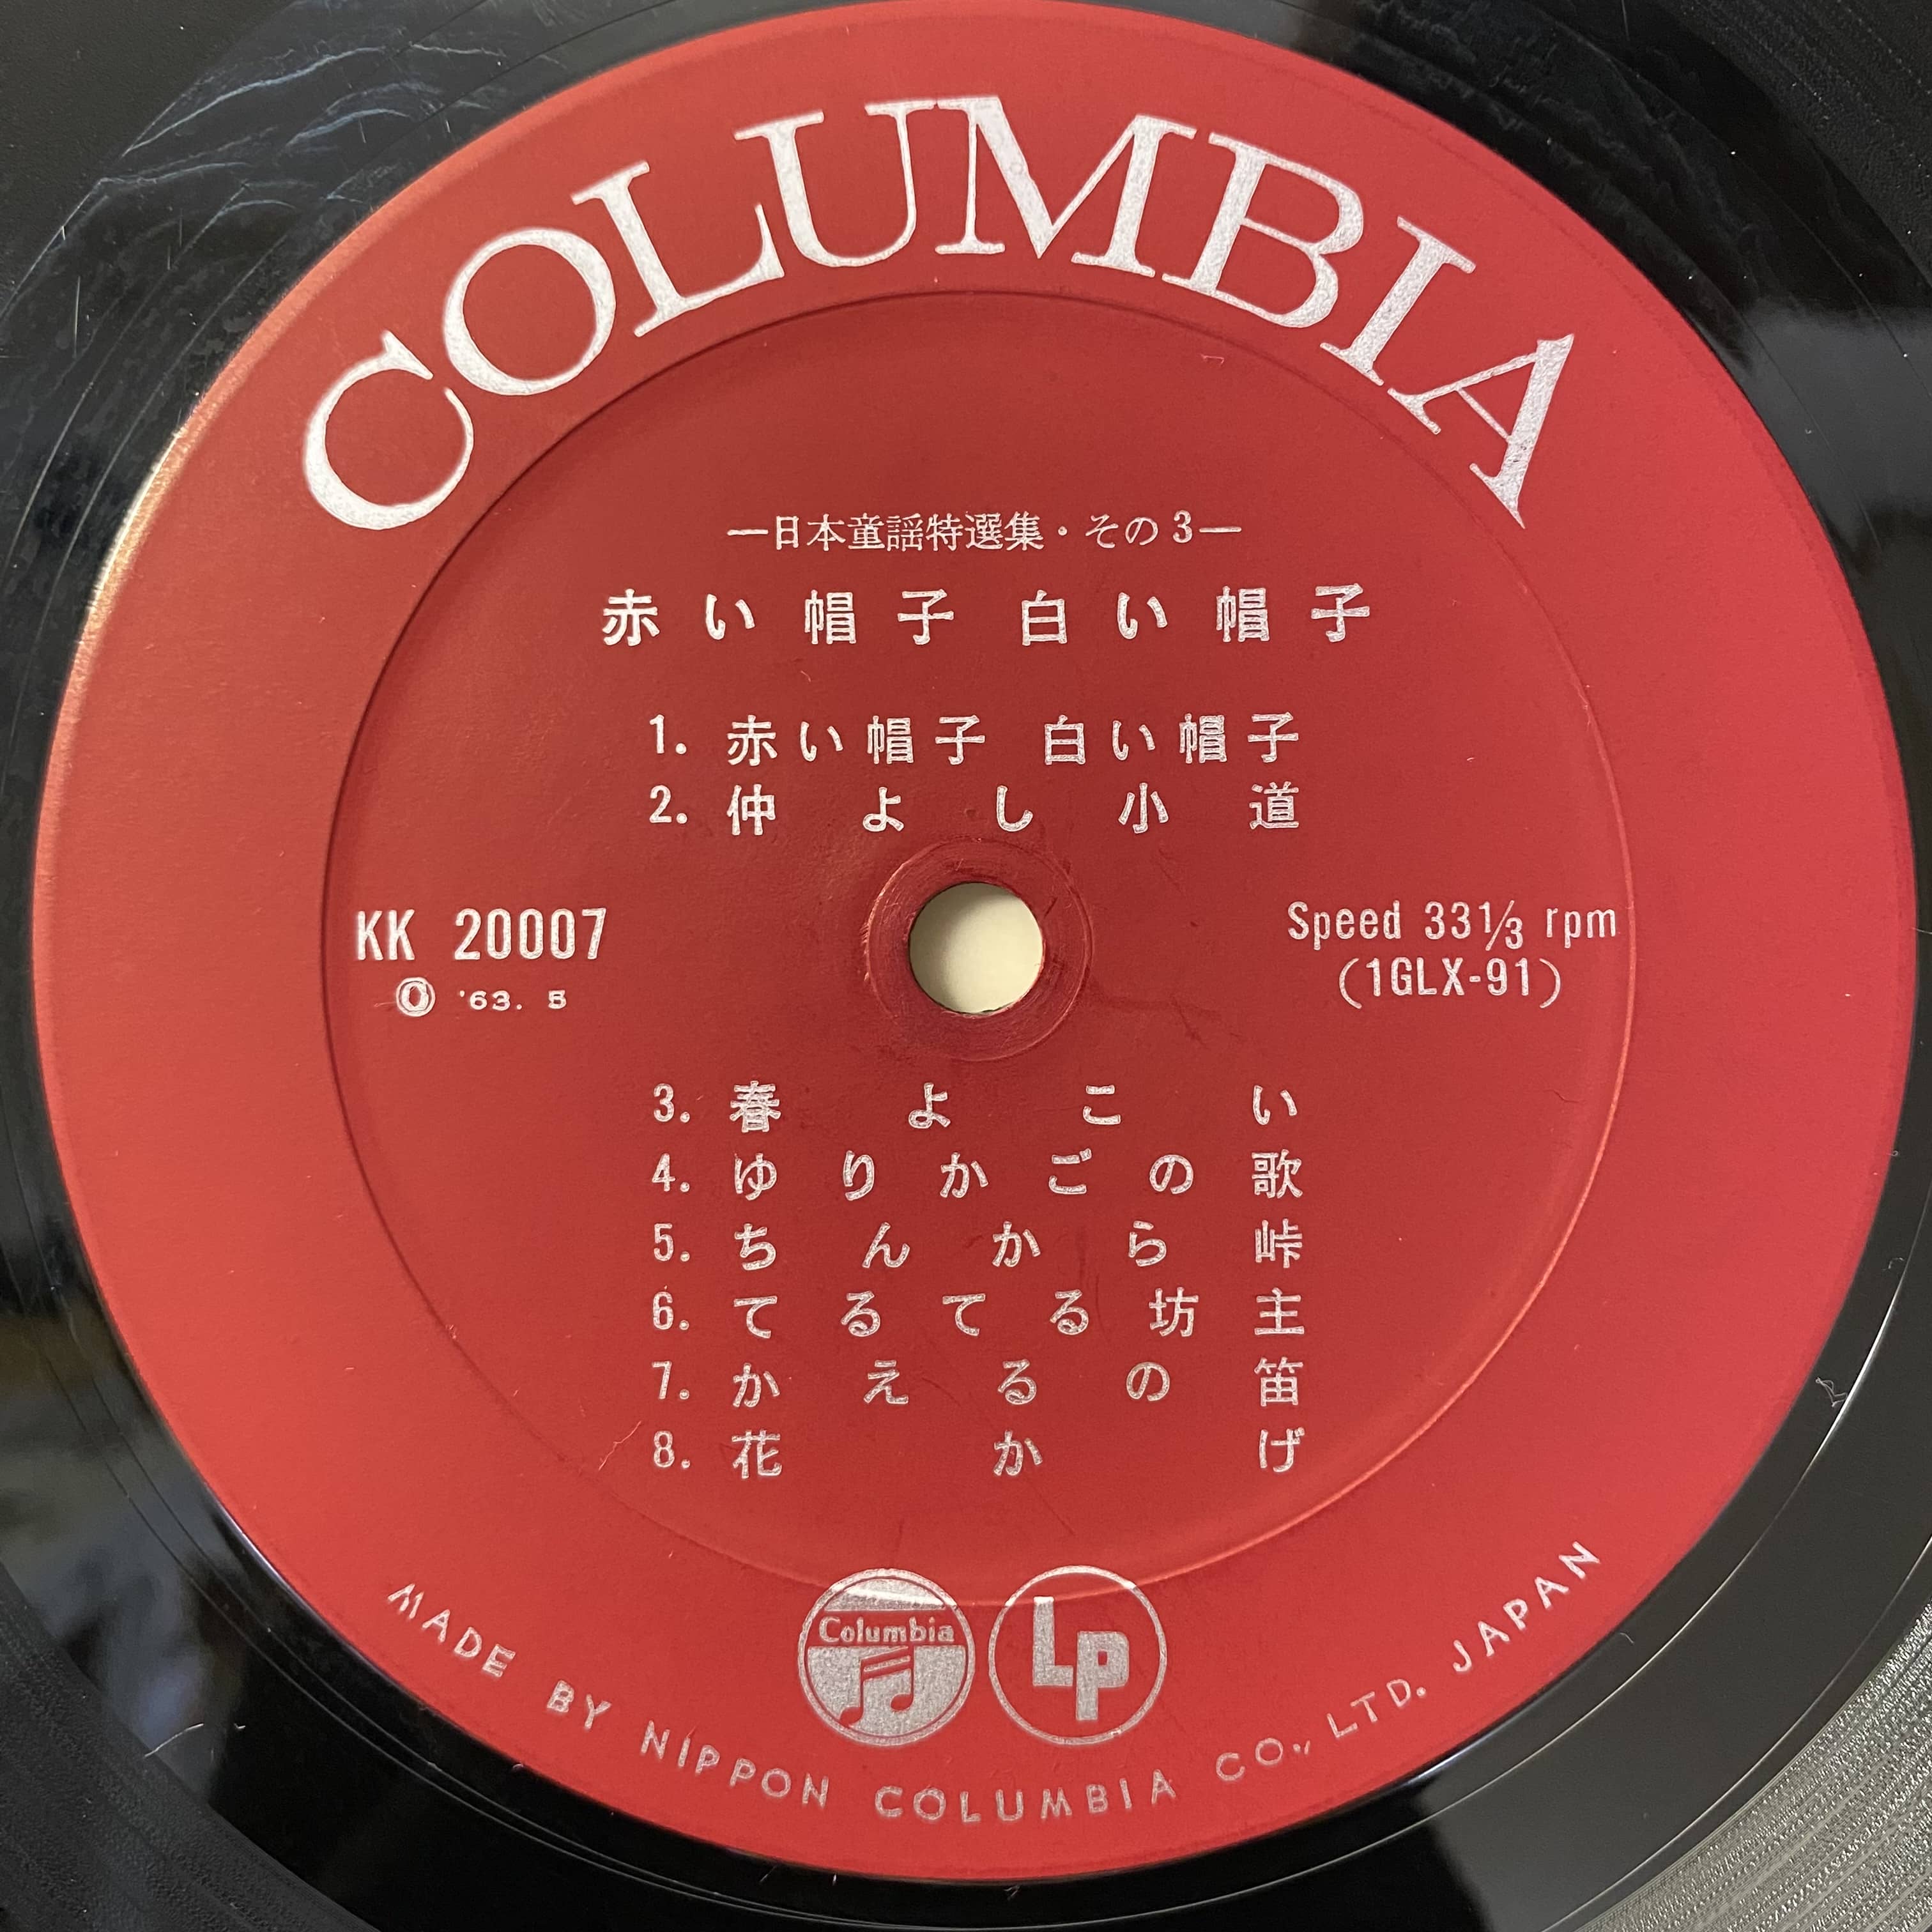 COLUMBIA
—日本童謡特選集・その3—
赤い帽子 白い帽子
1. 赤い帽子 白い帽子
2. 仲よし小道
KK 20007
Ⓞ '63. 5
Speed 33 1/3 rpm
(1GLX-91)
3. 春よこい
4. ゆりかごの歌
5. ちんから峠
6. てるてる坊主
7. かえるの笛
8. 花かげ
Columbia
LP
MADE BY NIPPON COLUMBIA CO., LTD. JAPAN